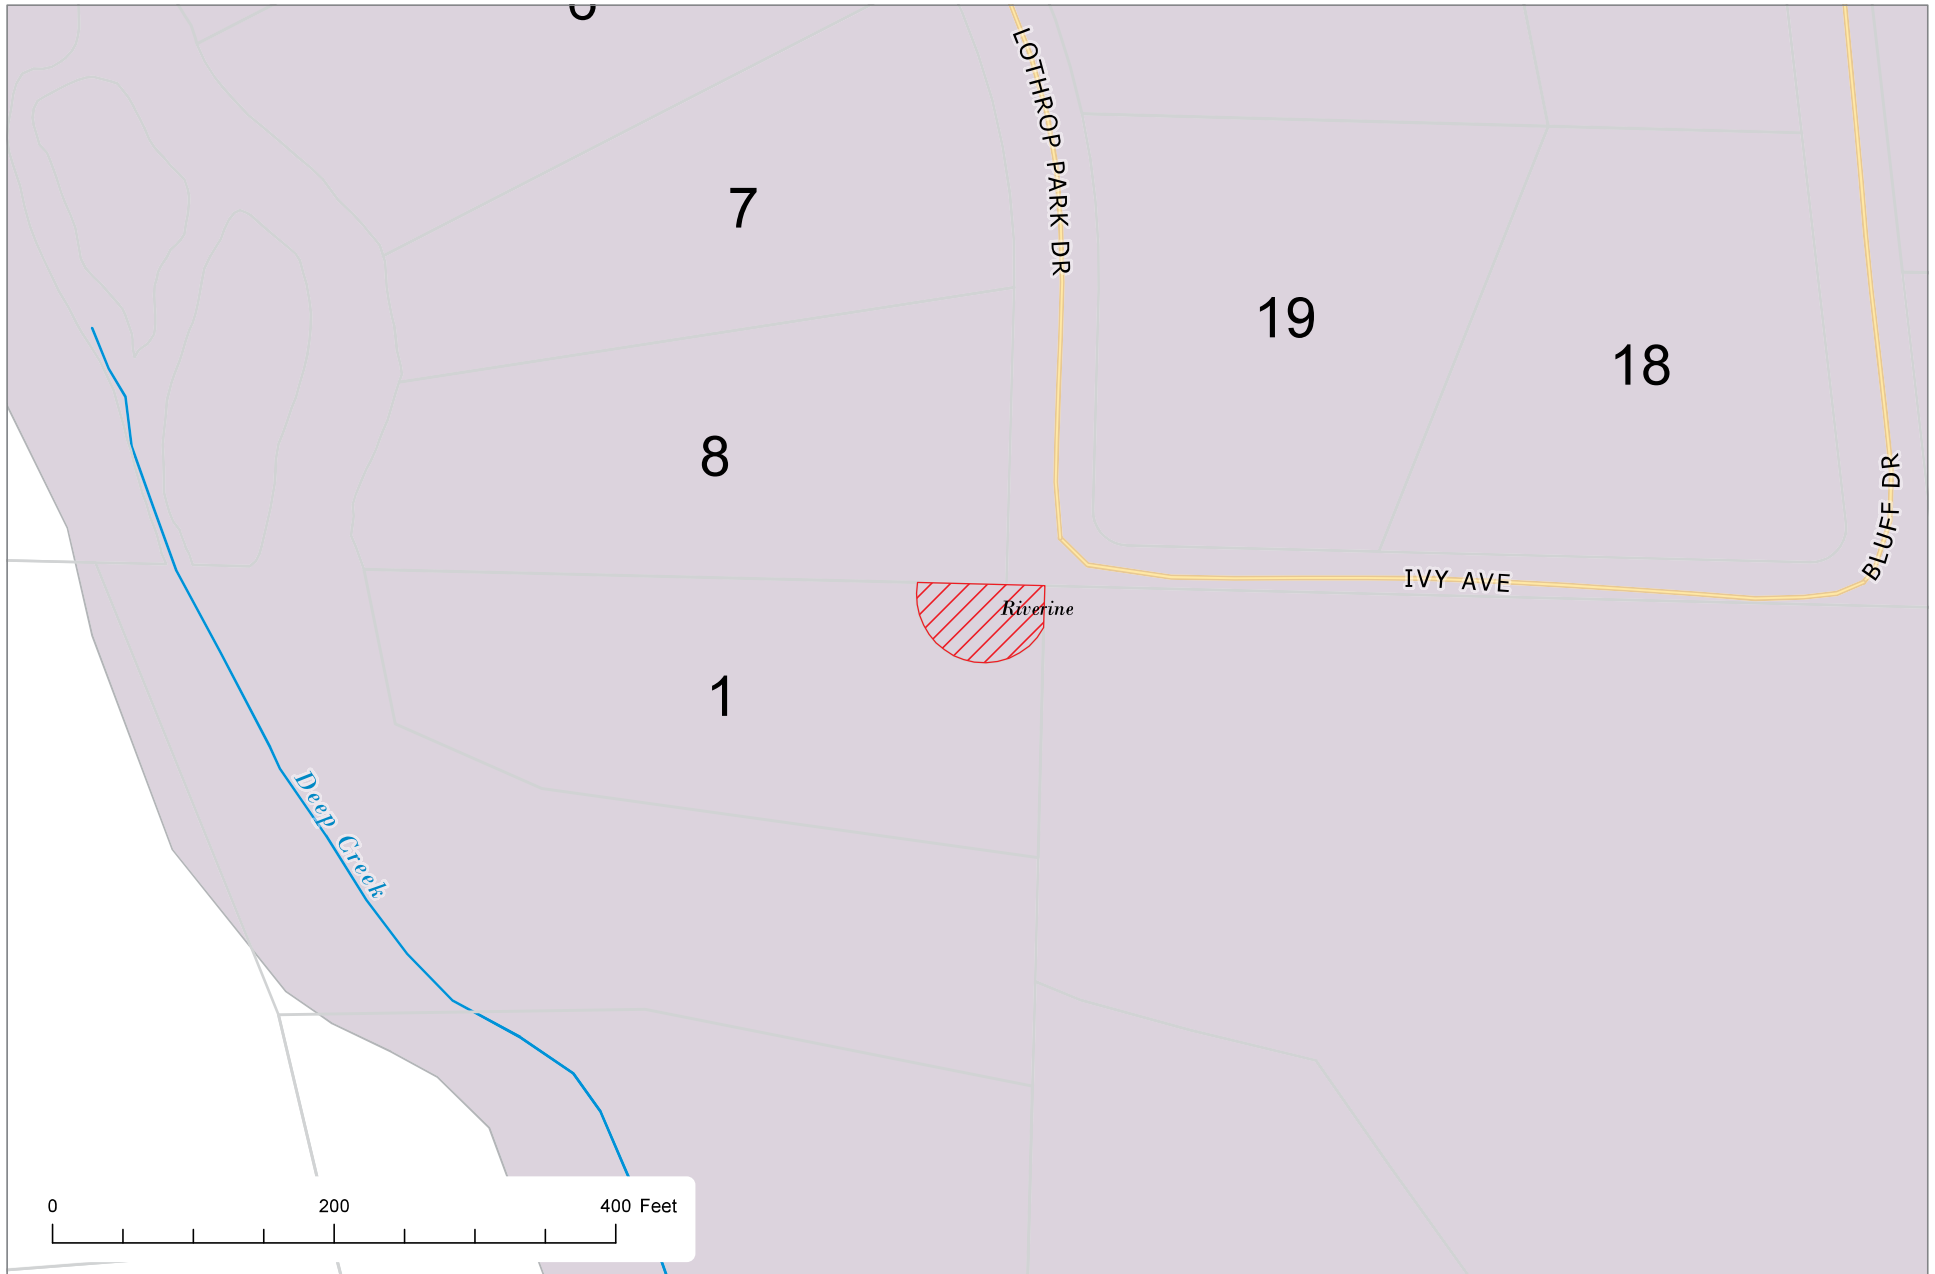 LOTHROP PARK DR
7
19
18
8
BLUFF DR
IVY AVE
Riverine
1
Deep Creek
0 200 400 Feet